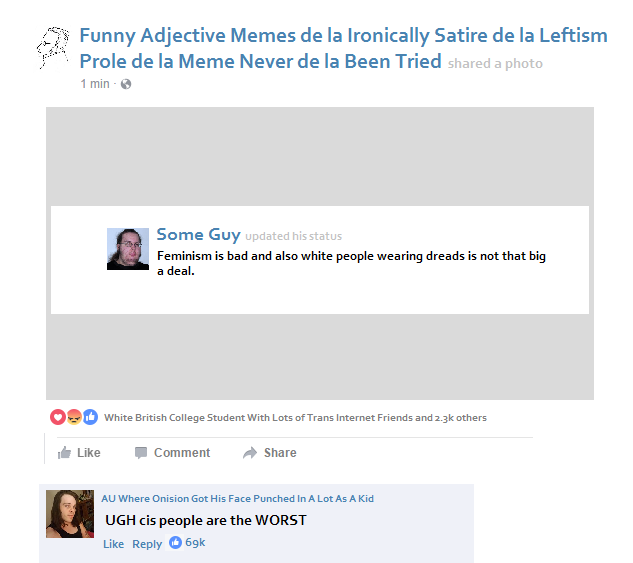 Funny Adjective Memes de la Ironically Satire de la Leftism
Prole de la Meme Never de la Been Tried shared a photo
1 min ·
Some Guy updated his status
Feminism is bad and also white people wearing dreads is not that big
a deal.
White British College Student With Lots of Trans Internet Friends and 2.3k others
Like Comment Share
AU Where Onision Got His Face Punched In A Lot As A Kid
UGH cis people are the WORST
Like Reply 69k